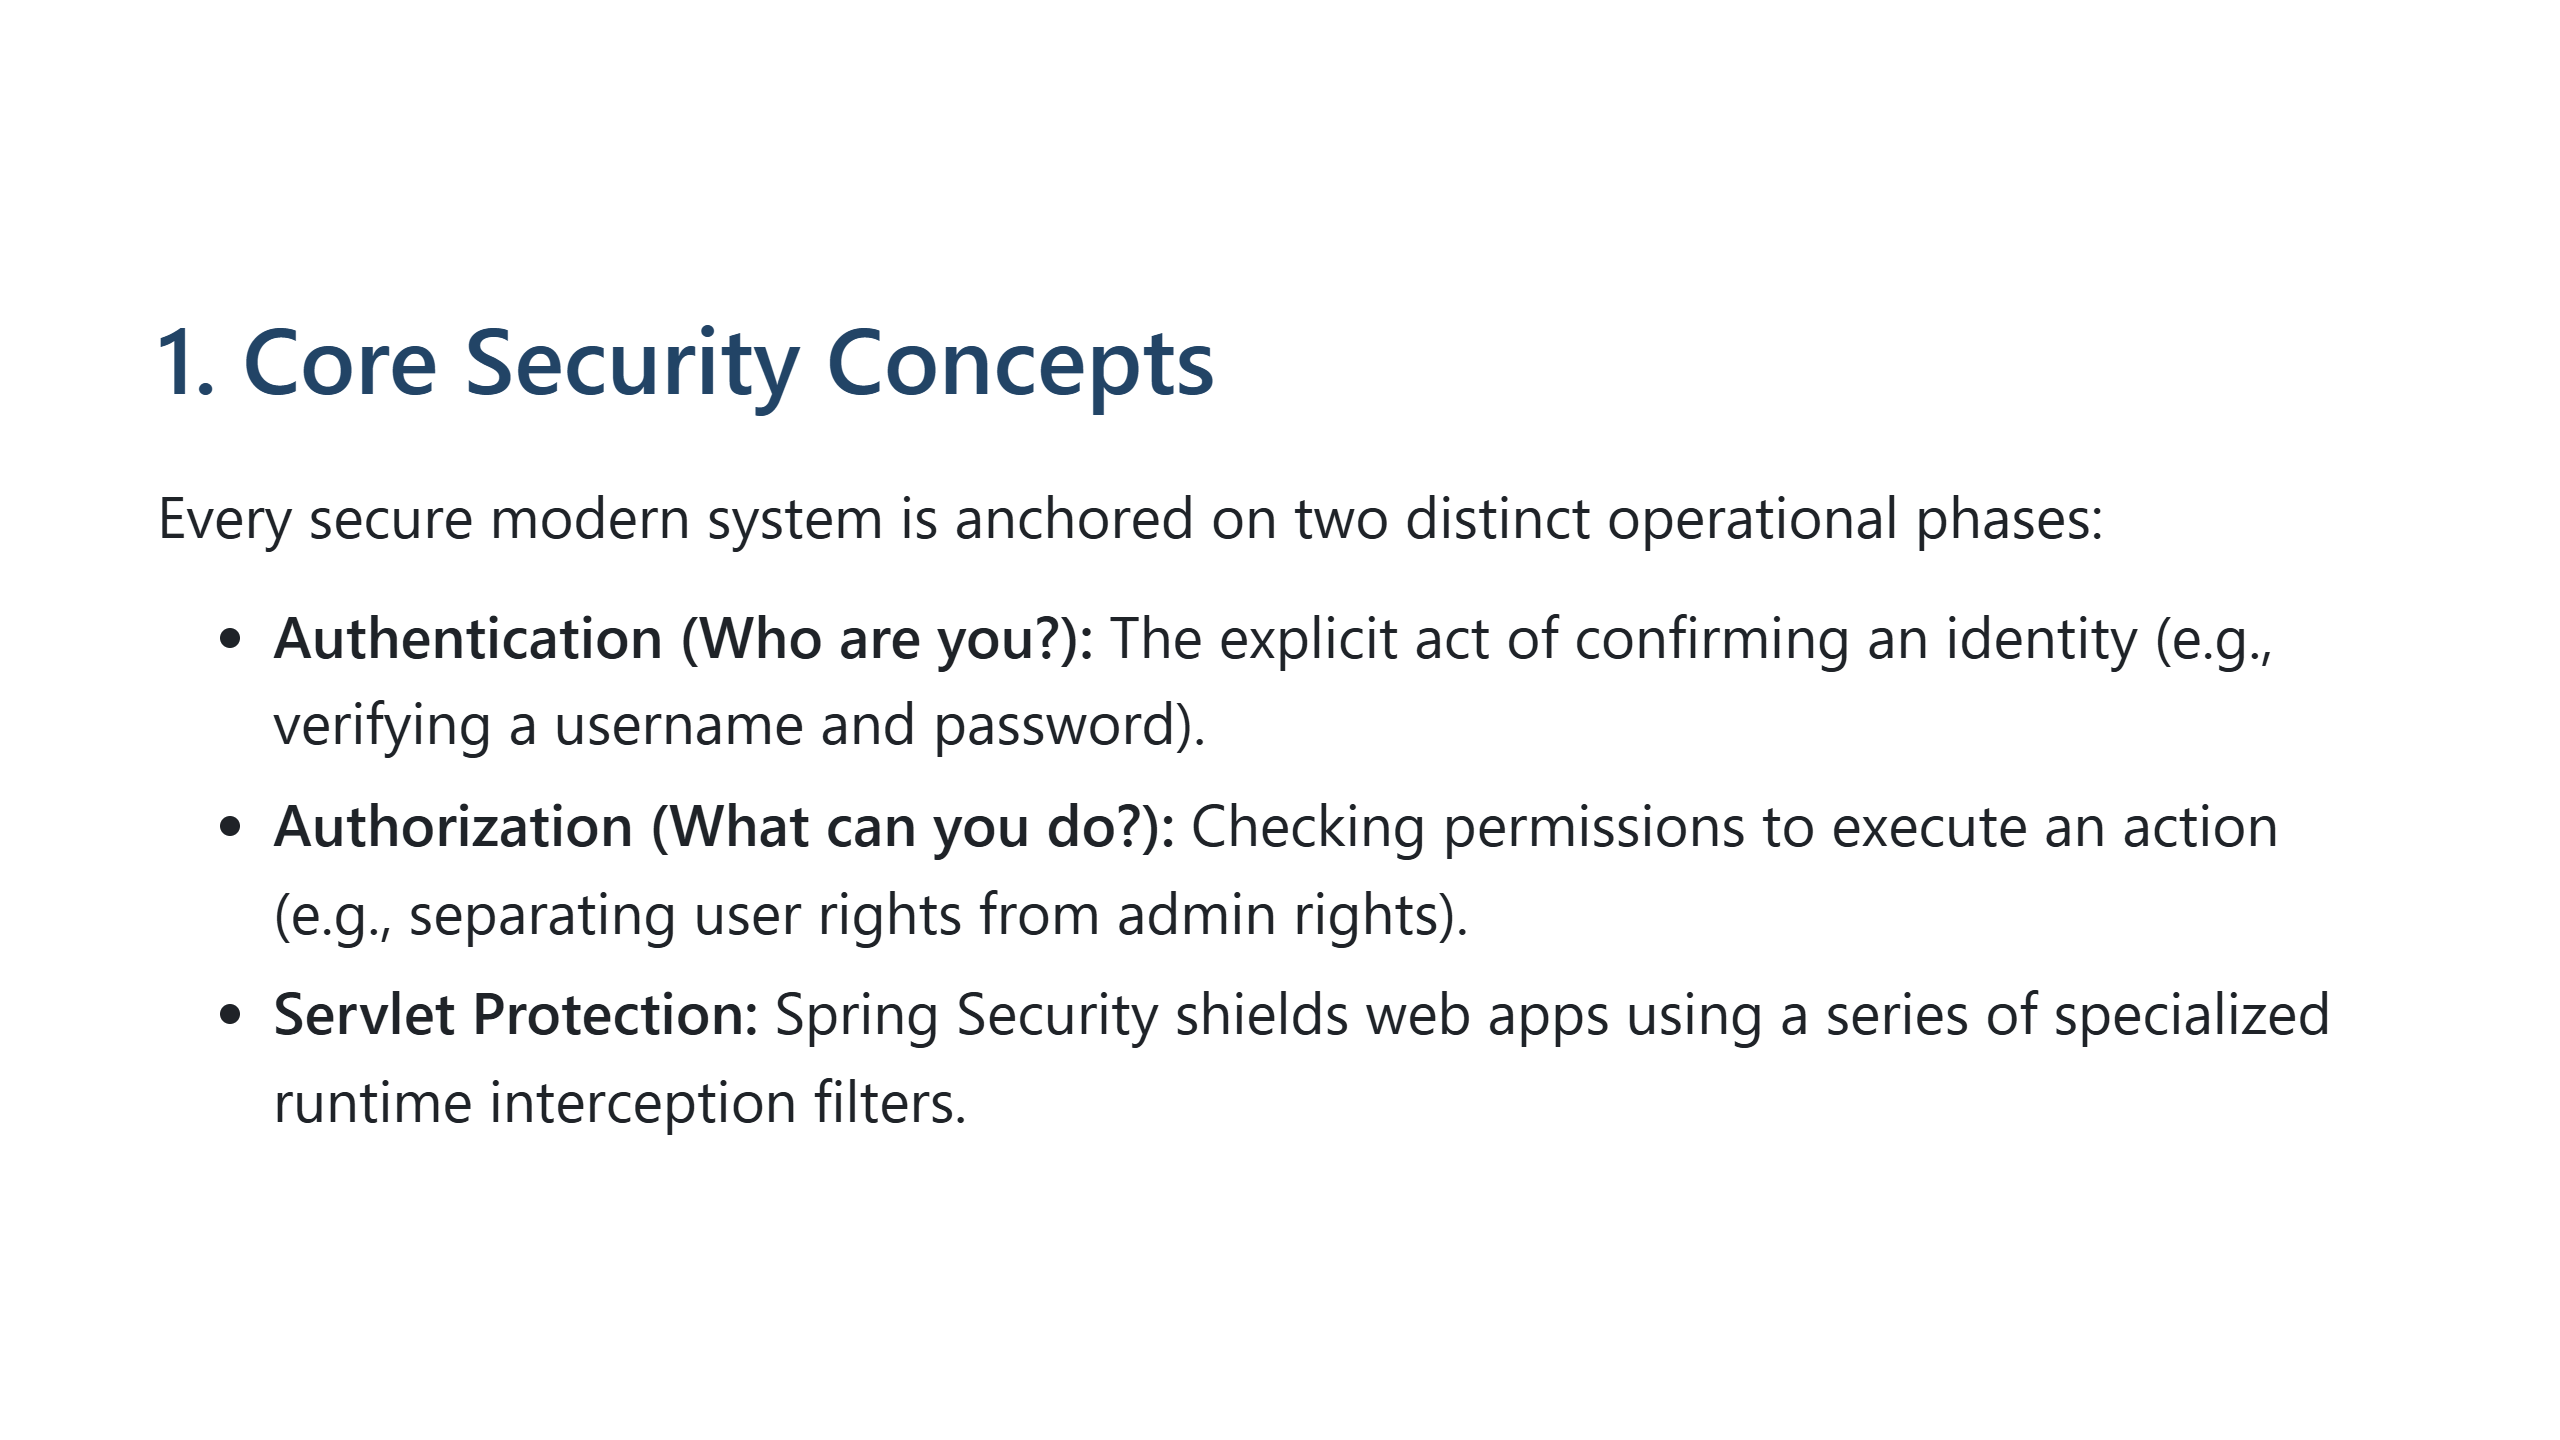 1. Core Security Concepts
Every secure modern system is anchored on two distinct operational phases:
• Authentication (Who are you?): The explicit act of confirming an identity (e.g.,
verifying a username and password).
• Authorization (What can you do?): Checking permissions to execute an action
(e.g., separating user rights from admin rights).
• Servlet Protection: Spring Security shields web apps using a series of specialized
runtime interception filters.